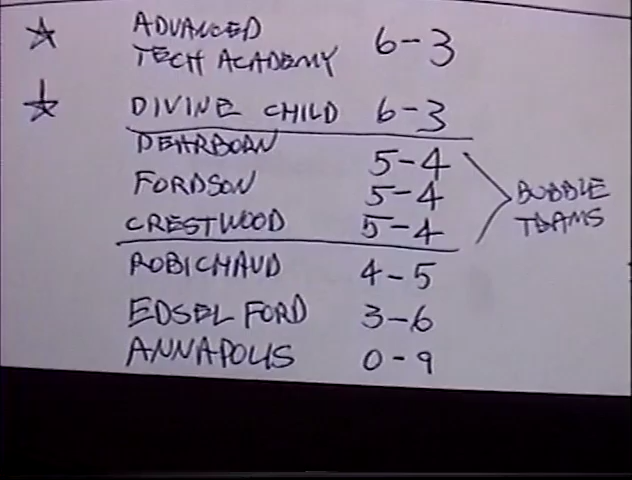 ADVANCED
TECH ACADEMY 6-3
DIVINE CHILD 6-3
DEARBORN 5-4
FORDSON 5-4
CRESTWOOD 5-4
BUBBLE
TEAMS
ROBICHAUD 4-5
EDSEL FORD 3-6
ANNAPOLIS 0-9